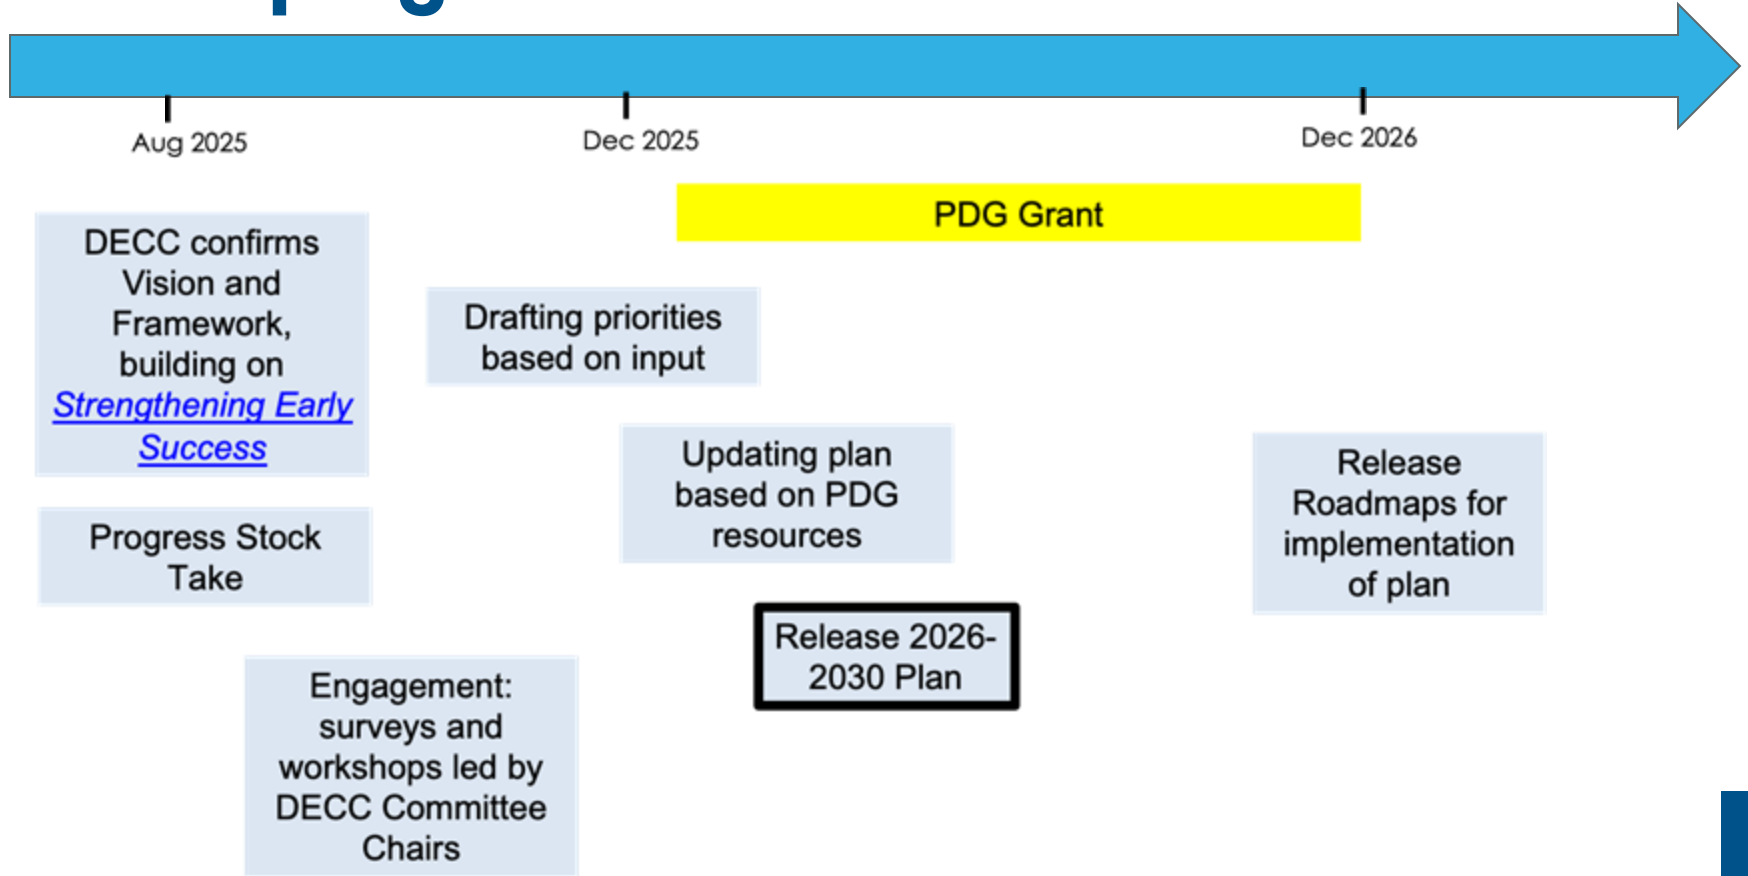 Aug 2025
Dec 2025
Dec 2026
PDG Grant
DECC confirms
Vision and
Framework,
building on
Strengthening Early
Success
Drafting priorities
based on input
Updating plan
based on PDG
resources
Release
Roadmaps for
implementation
of plan
Progress Stock
Take
Release 2026-
2030 Plan
Engagement:
surveys and
workshops led by
DECC Committee
Chairs